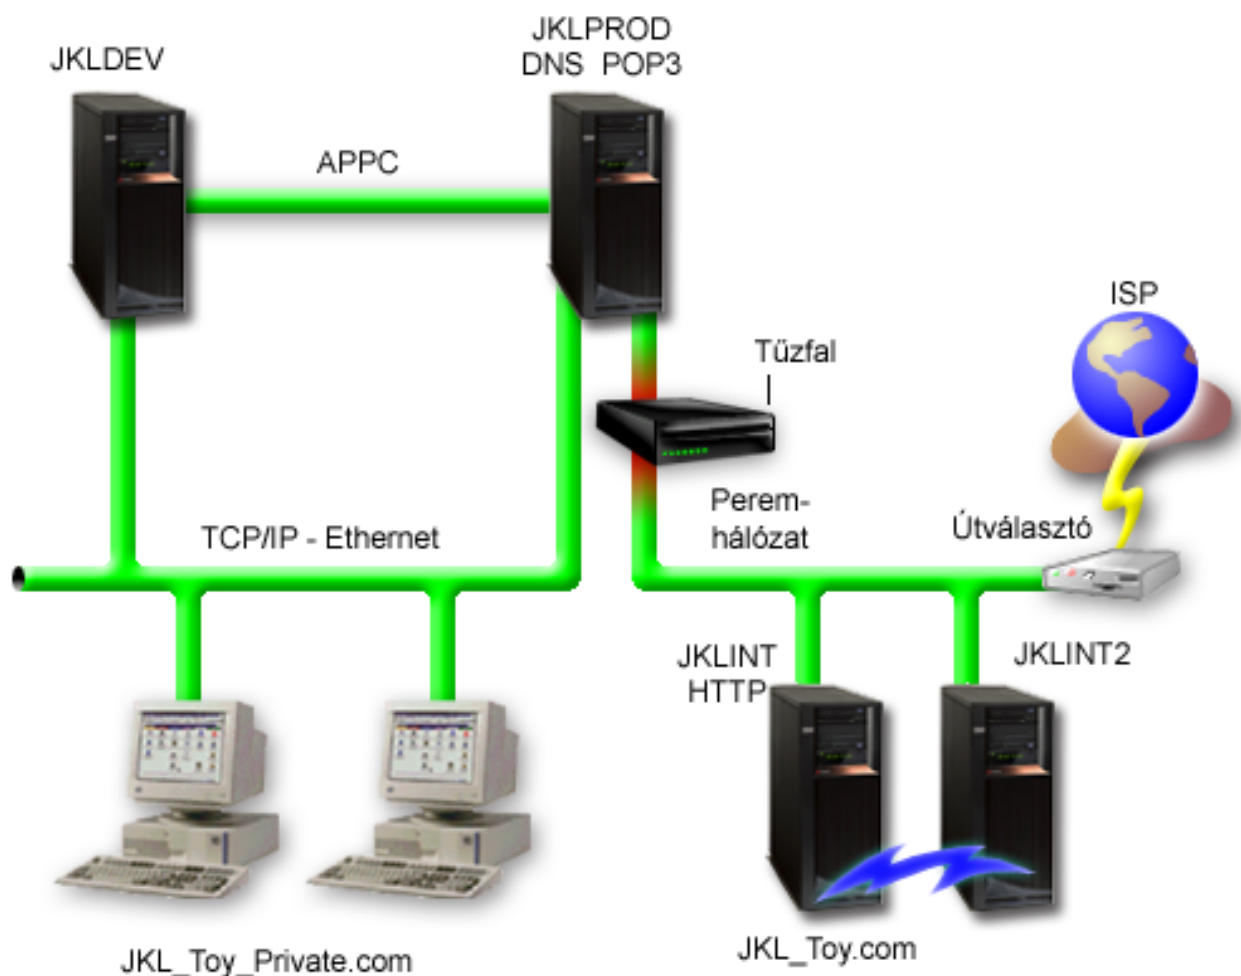 JKLDEV
JKLPROD
DNS POP3
APPC
ISP
Tűzfal
Perem-
hálózat
Útválasztó
TCP/IP - Ethernet
JKLINT
HTTP
JKLINT2
JKL_Toy_Private.com
JKL_Toy.com